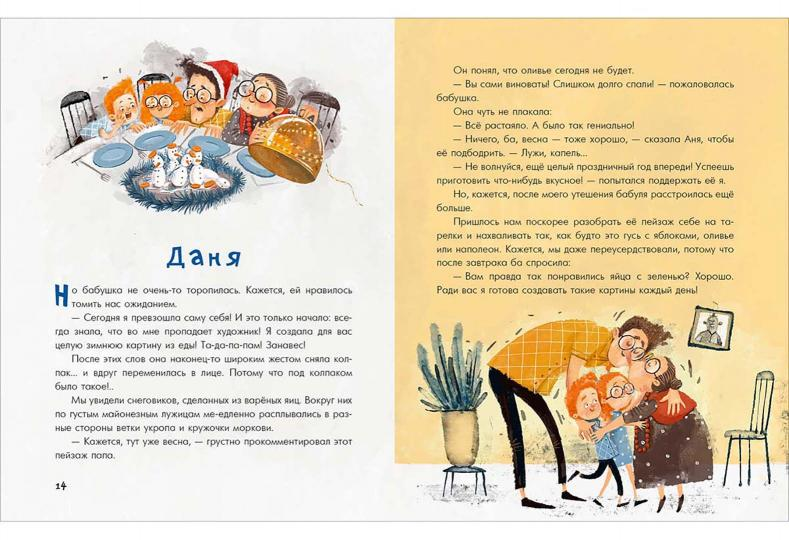 Даня
Но бабушка не очень-то торопилась. Кажется, ей нравилось
томить нас ожиданием.
— Сегодня я превзошла саму себя! И это только начало: все-
гда знала, что во мне пропадает художник! Я создала для вас
целую зимнюю картину из еды! Та-да-па-пам! Занавес!
После этих слов она наконец-то широким жестом сняла кол-
пак... и вдруг переменилась в лице. Потому что под колпаком
было такое!..
Мы увидели снеговиков, сделанных из варёных яиц. Вокруг них
по густым майонезным лужицам ме-едленно расплывались в раз-
ные стороны ветки укропа и кружочки моркови.
— Кажется, тут уже весна, — грустно прокомментировал этот
пейзаж папа.
14
Он понял, что оливье сегодня не будет.
— Вы сами виноваты! Слишком долго спали! — пожаловалась
бабушка.
Она чуть не плакала:
— Всё растаяло. А было так гениально!
— Ничего, ба, весна — тоже хорошо, — сказала Аня, чтобы
её подбодрить. — Лужи, капель...
— Не волнуйся, ещё целый праздничный год впереди! Успеешь
приготовить что-нибудь вкусное! — попытался поддержать её я.
Но, кажется, после моего утешения бабуля расстроилась ещё
больше.
Пришлось нам поскорее разобрать её пейзаж себе на та-
релки и нахваливать так, как будто это гусь с яблоками, оливье
или наполеон. Кажется, мы даже переусердствовали, потому что
после завтрака ба спросила:
— Вам правда так понравились яйца с зеленью? Хорошо.
Ради вас я готова создавать такие картины каждый день!